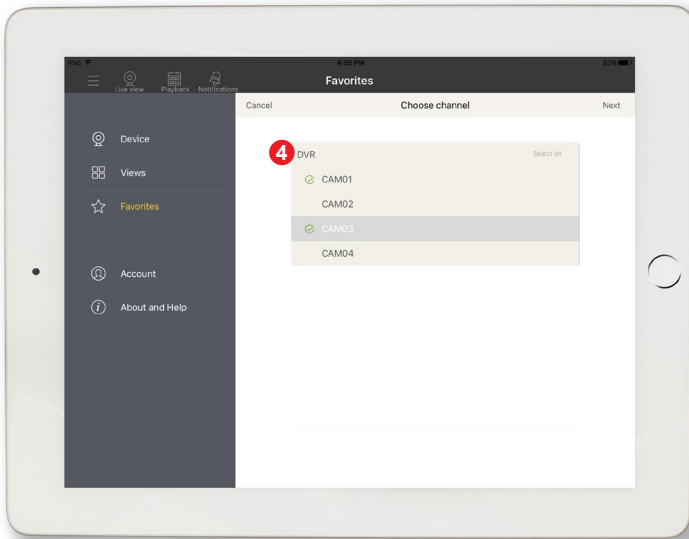 iPad 4:05 PM 60%
Favorites
Live view Playback Notifications
Cancel Choose channel Next
Device
Views
Favorites
Account
About and Help
4 DVR Select all
CAM01
CAM02
CAM03
CAM04